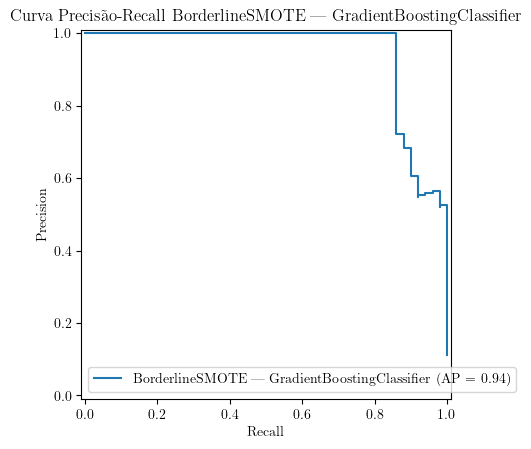 Curva Precisão-Recall BorderlineSMOTE — GradientBoostingClassifier
1.0
0.8
0.6
0.4
0.2
0.0
Precision
BorderlineSMOTE — GradientBoostingClassifier (AP = 0.94)
0.0 0.2 0.4 0.6 0.8 1.0
Recall